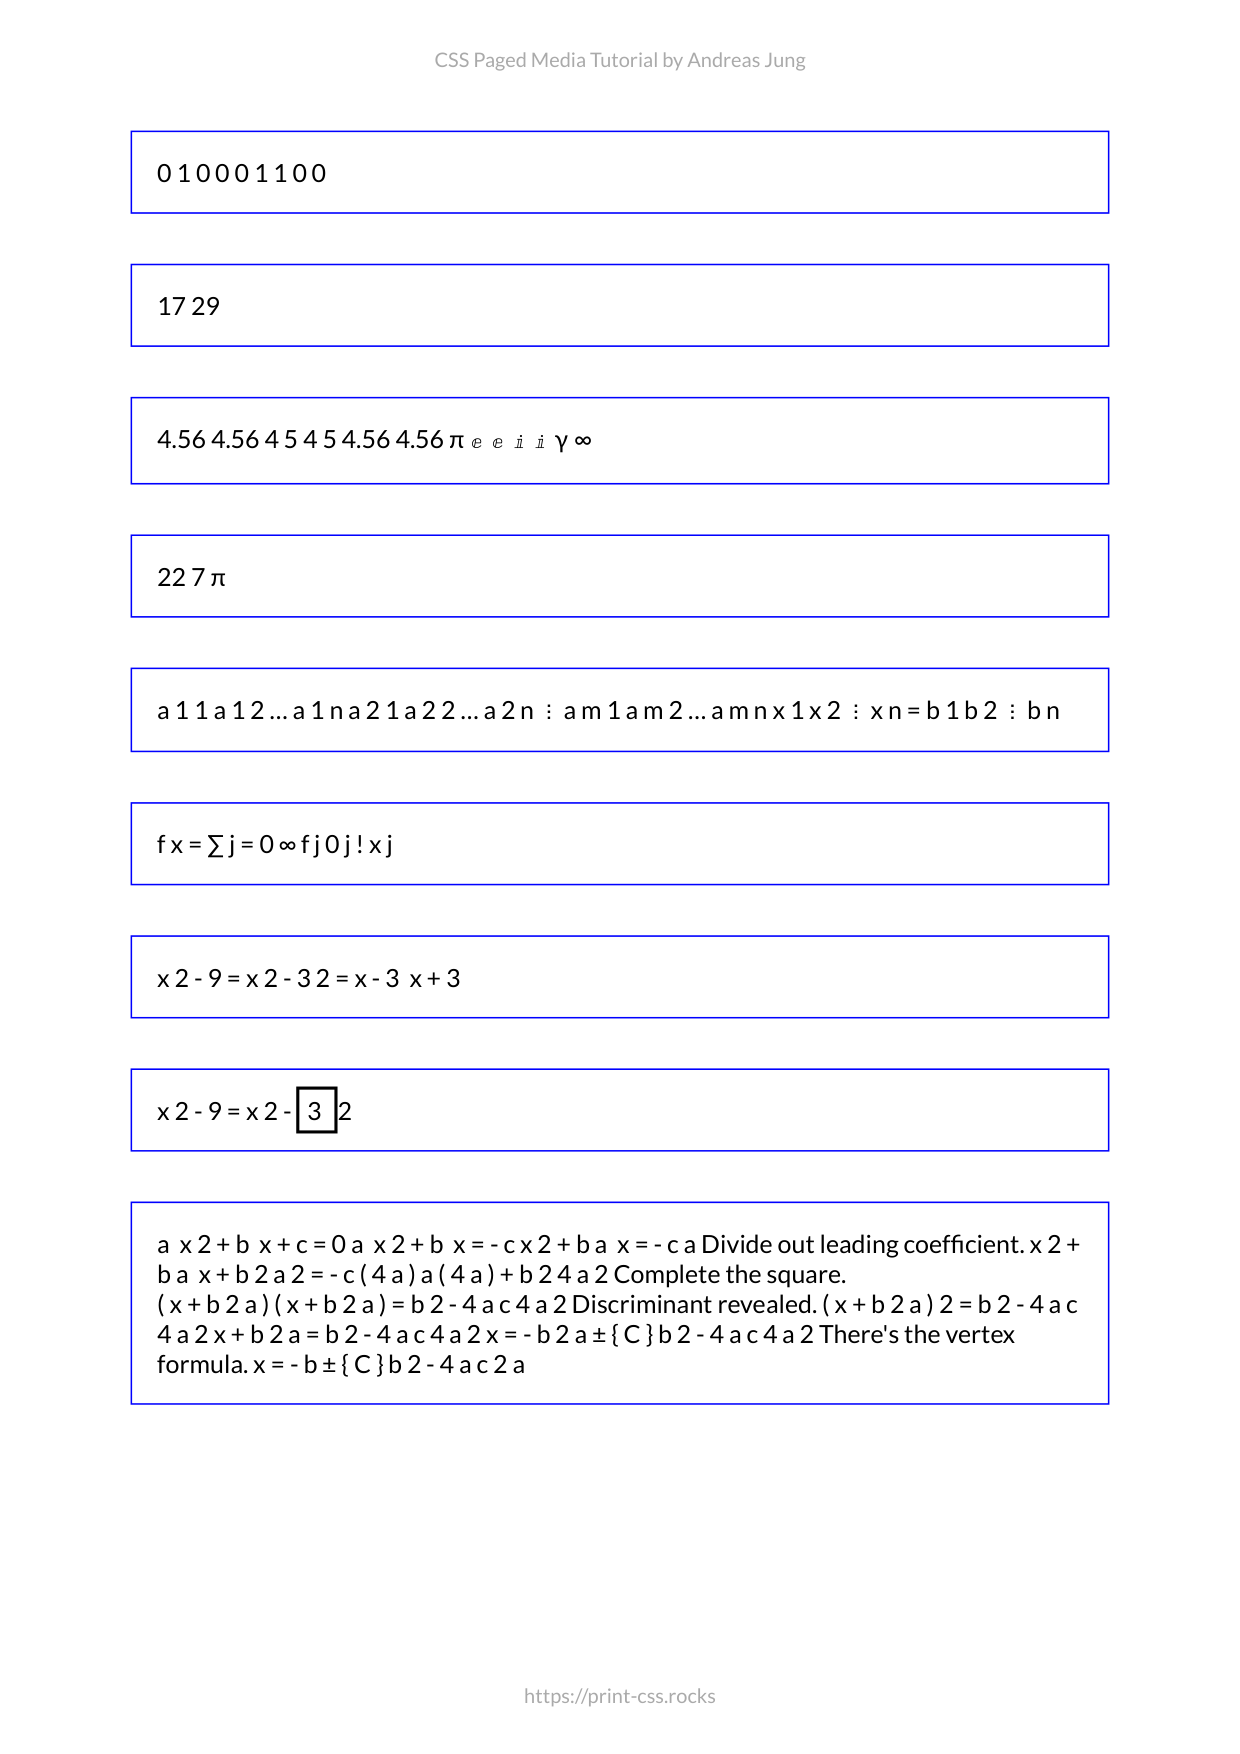 CSS Paged Media Tutorial by Andreas Jung
0 1 0 0 0 1 1 0 0
17 29
4.56 4.56 4 5 4 5 4.56 4.56 π ⅇ ⅇ ⅈ ⅈ γ ∞
22 7 π
a 1 1 a 1 2 … a 1 n a 2 1 a 2 2 … a 2 n ⋮ a m 1 a m 2 … a m n x 1 x 2 ⋮ x n = b 1 b 2 ⋮ b n
f x = ∑ j = 0 ∞ f j 0 j ! x j
x 2 - 9 = x 2 - 3 2 = x - 3 x + 3
x 2 - 9 = x 2 - 3 2
a x 2 + b x + c = 0 a x 2 + b x = - c x 2 + b a x = - c a Divide out leading coefficient. x 2 +
b a x + b 2 a 2 = - c ( 4 a ) a ( 4 a ) + b 2 4 a 2 Complete the square.
( x + b 2 a ) ( x + b 2 a ) = b 2 - 4 a c 4 a 2 Discriminant revealed. ( x + b 2 a ) 2 = b 2 - 4 a c
4 a 2 x + b 2 a = b 2 - 4 a c 4 a 2 x = - b 2 a ± { C } b 2 - 4 a c 4 a 2 There's the vertex
formula. x = - b ± { C } b 2 - 4 a c 2 a
https://print-css.rocks